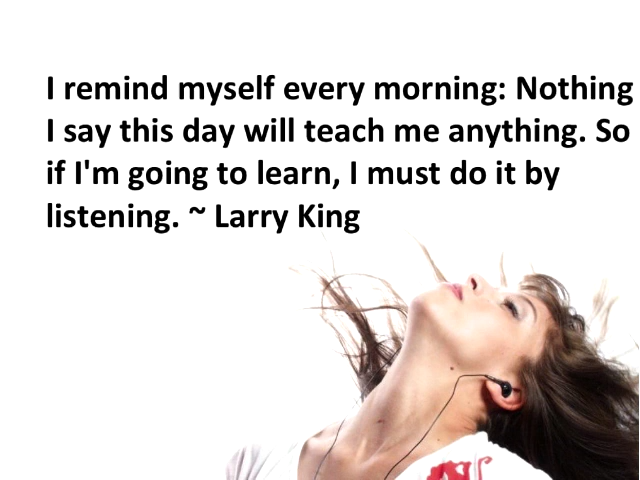 I remind myself every morning: Nothing
I say this day will teach me anything. So
if I'm going to learn, I must do it by
listening. ~ Larry King